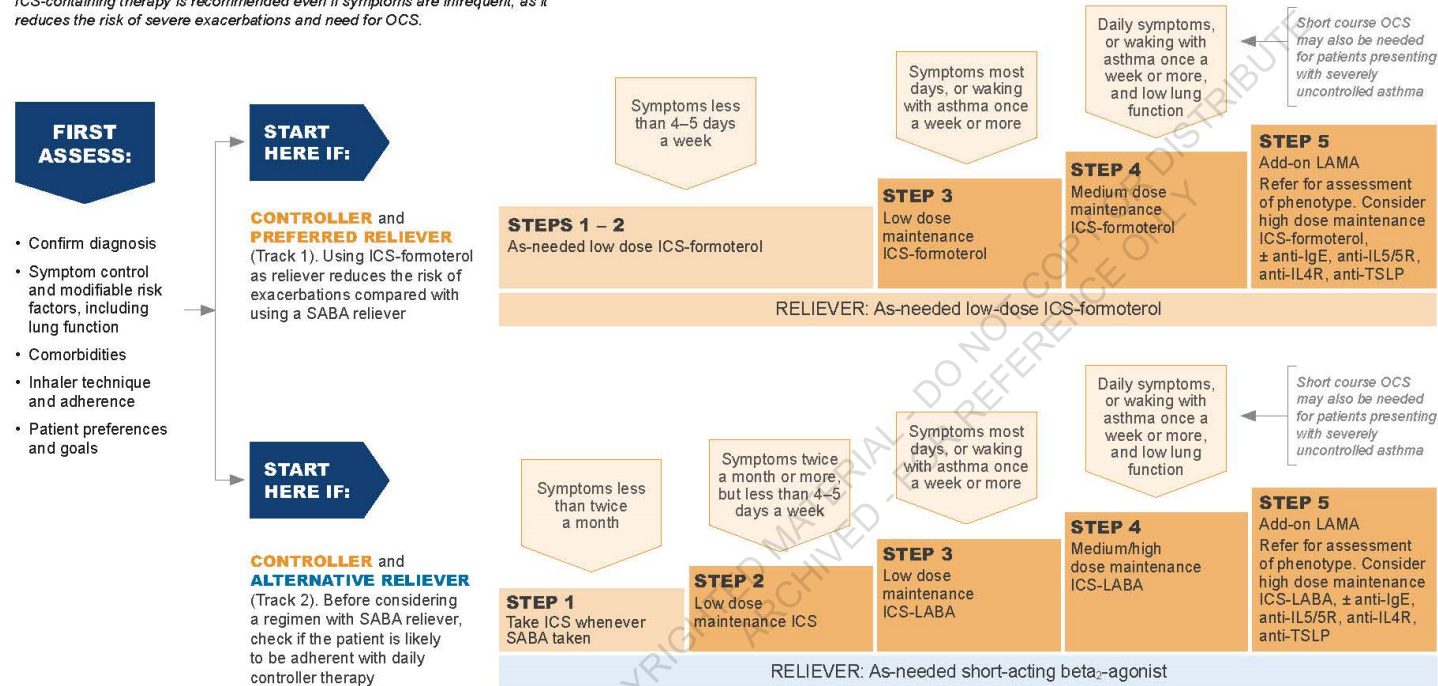 ICS-containing therapy is recommended even if symptoms are infrequent, as it
reduces the risk of severe exacerbations and need for OCS.
FIRST
ASSESS:
• Confirm diagnosis
• Symptom control
and modifiable risk
factors, including
lung function
• Comorbidities
• Inhaler technique
and adherence
• Patient preferences
and goals
START
HERE IF:
CONTROLLER and
PREFERRED RELIEVER
(Track 1). Using ICS-formoterol
as reliever reduces the risk of
exacerbations compared with
using a SABA reliever
Symptoms less
than 4–5 days
a week
Symptoms most
days, or waking
with asthma once
a week or more
Daily symptoms,
or waking with
asthma once a
week or more,
and low lung
function
Short course OCS
may also be needed
for patients presenting
with severely
uncontrolled asthma
STEPS 1 – 2
As-needed low dose ICS-formoterol
STEP 3
Low dose
maintenance
ICS-formoterol
STEP 4
Medium dose
maintenance
ICS-formoterol
STEP 5
Add-on LAMA
Refer for assessment
of phenotype. Consider
high dose maintenance
ICS-formoterol,
± anti-IgE, anti-IL5/5R,
anti-IL4R, anti-TSLP
RELIEVER: As-needed low-dose ICS-formoterol
START
HERE IF:
CONTROLLER and
ALTERNATIVE RELIEVER
(Track 2). Before considering
a regimen with SABA reliever,
check if the patient is likely
to be adherent with daily
controller therapy
Symptoms less
than twice
a month
Symptoms twice
a month or more,
but less than 4–5
days a week
Symptoms most
days, or waking
with asthma once
a week or more
Daily symptoms,
or waking with
asthma once a
week or more,
and low lung
function
Short course OCS
may also be needed
for patients presenting
with severely
uncontrolled asthma
STEP 1
Take ICS whenever
SABA taken
STEP 2
Low dose
maintenance ICS
STEP 3
Low dose
maintenance
ICS-LABA
STEP 4
Medium/high
dose maintenance
ICS-LABA
STEP 5
Add-on LAMA
Refer for assessment
of phenotype. Consider
high dose maintenance
ICS-LABA, ± anti-IgE,
anti-IL5/5R, anti-IL4R,
anti-TSLP
RELIEVER: As-needed short-acting beta₂-agonist
YRIGHTED MATERIAL - DO NOT COPY OR DISTRIBUTE
ARCHIVED - FOR REFERENCE ONLY